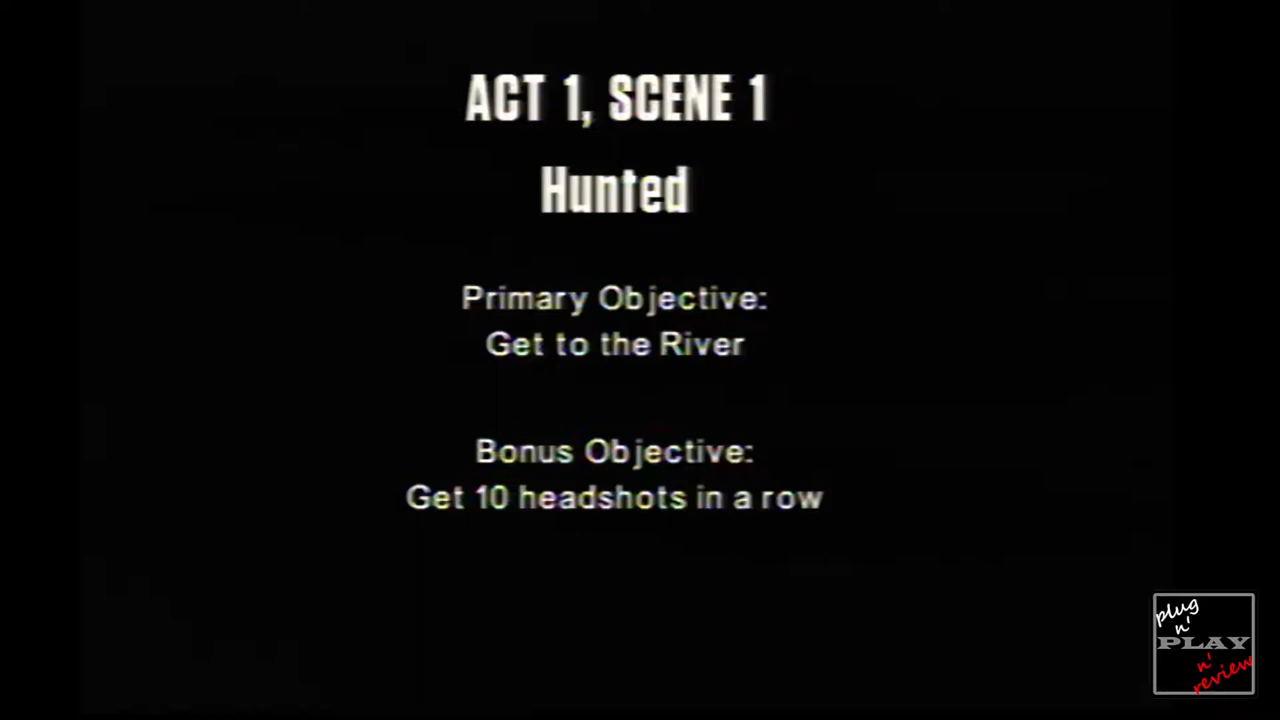 ACT 1, SCENE 1
Hunted
Primary Objective:
Get to the River
Bonus Objective:
Get 10 headshots in a row
plug
n'
PLAY
n'
review